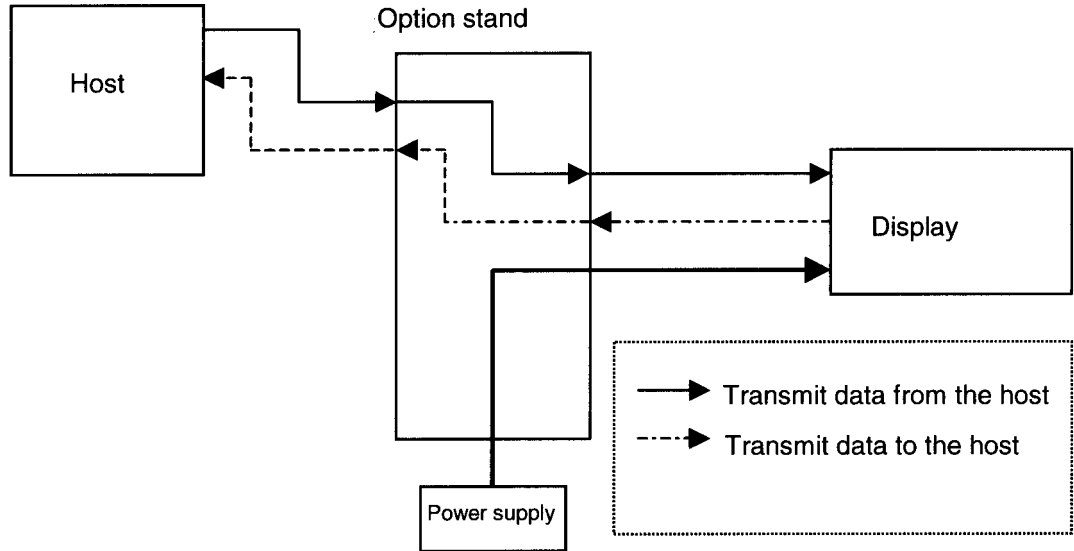 Option stand
Host
Display
Transmit data from the host
Transmit data to the host
Power supply